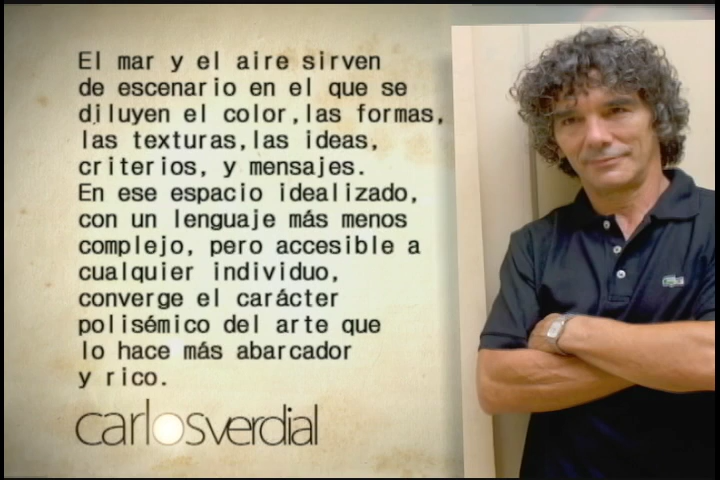 El mar y el aire sirven
de escenario en el que se
diluyen el color,las formas,
las texturas,las ideas,
criterios, y mensajes.
En ese espacio idealizado,
con un lenguaje más menos
complejo, pero accesible a
cualquier individuo,
converge el carácter
polisémico del arte que
lo hace más abarcador
y rico.
carlosverdial